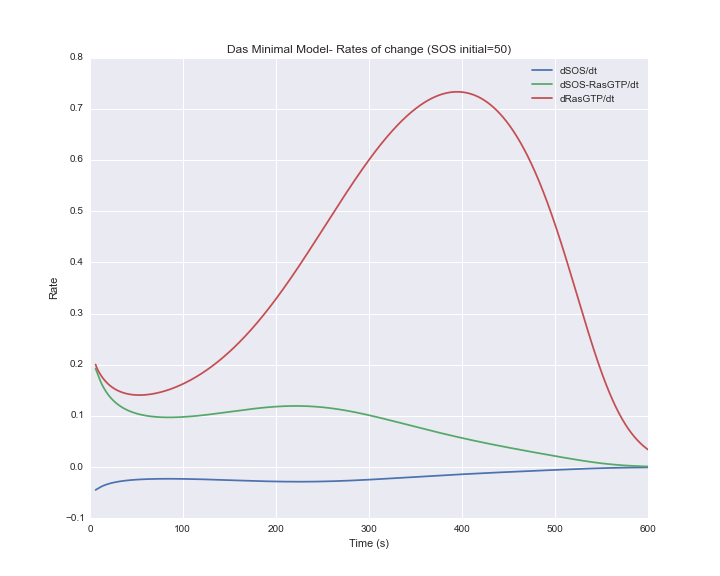 Das Minimal Model- Rates of change (SOS initial=50)
0.8
0.7
0.6
0.5
0.4
0.3
0.2
0.1
0.0
−0.1
Rate
dSOS/dt
dSOS-RasGTP/dt
dRasGTP/dt
0 100 200 300 400 500 600
Time (s)